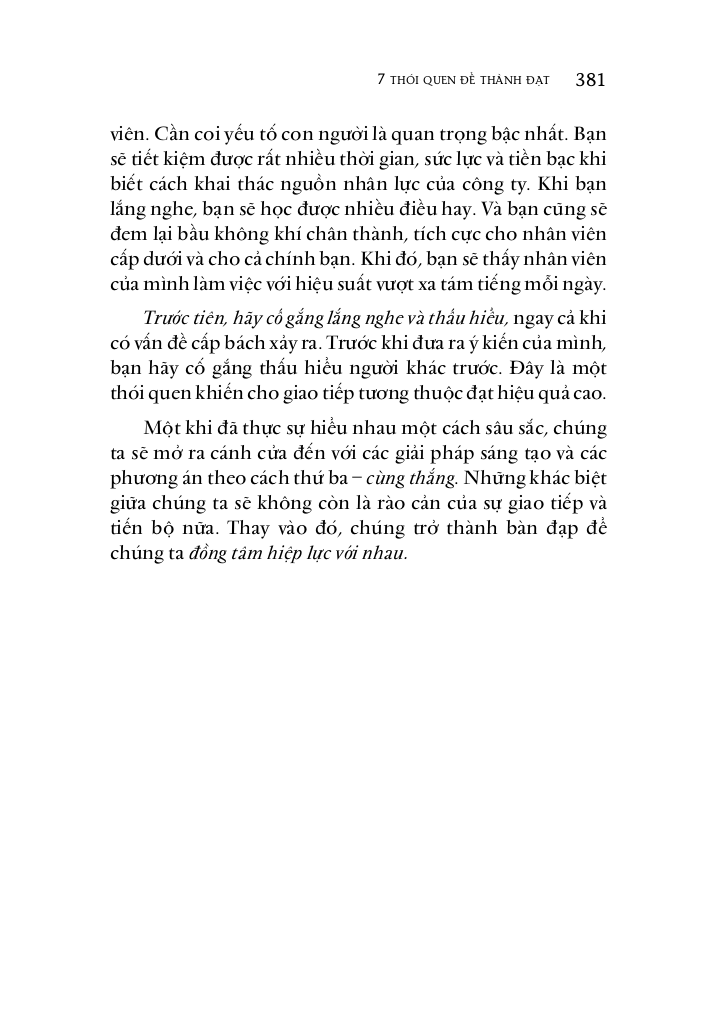 7 THÓI QUEN ĐỂ THÀNH ĐẠT 381
viên. Cần coi yếu tố con người là quan trọng bậc nhất. Bạn
sẽ tiết kiệm được rất nhiều thời gian, sức lực và tiền bạc khi
biết cách khai thác nguồn nhân lực của công ty. Khi bạn
lắng nghe, bạn sẽ học được nhiều điều hay. Và bạn cũng sẽ
đem lại bầu không khí chân thành, tích cực cho nhân viên
cấp dưới và cho cả chính bạn. Khi đó, bạn sẽ thấy nhân viên
của mình làm việc với hiệu suất vượt xa tám tiếng mỗi ngày.
Trước tiên, hãy cố gắng lắng nghe và thấu hiểu, ngay cả khi
có vấn đề cấp bách xảy ra. Trước khi đưa ra ý kiến của mình,
bạn hãy cố gắng thấu hiểu người khác trước. Đây là một
thói quen khiến cho giao tiếp tương thuộc đạt hiệu quả cao.
Một khi đã thực sự hiểu nhau một cách sâu sắc, chúng
ta sẽ mở ra cánh cửa đến với các giải pháp sáng tạo và các
phương án theo cách thứ ba – cùng thắng. Những khác biệt
giữa chúng ta sẽ không còn là rào cản của sự giao tiếp và
tiến bộ nữa. Thay vào đó, chúng trở thành bàn đạp để
chúng ta đồng tâm hiệp lực với nhau.